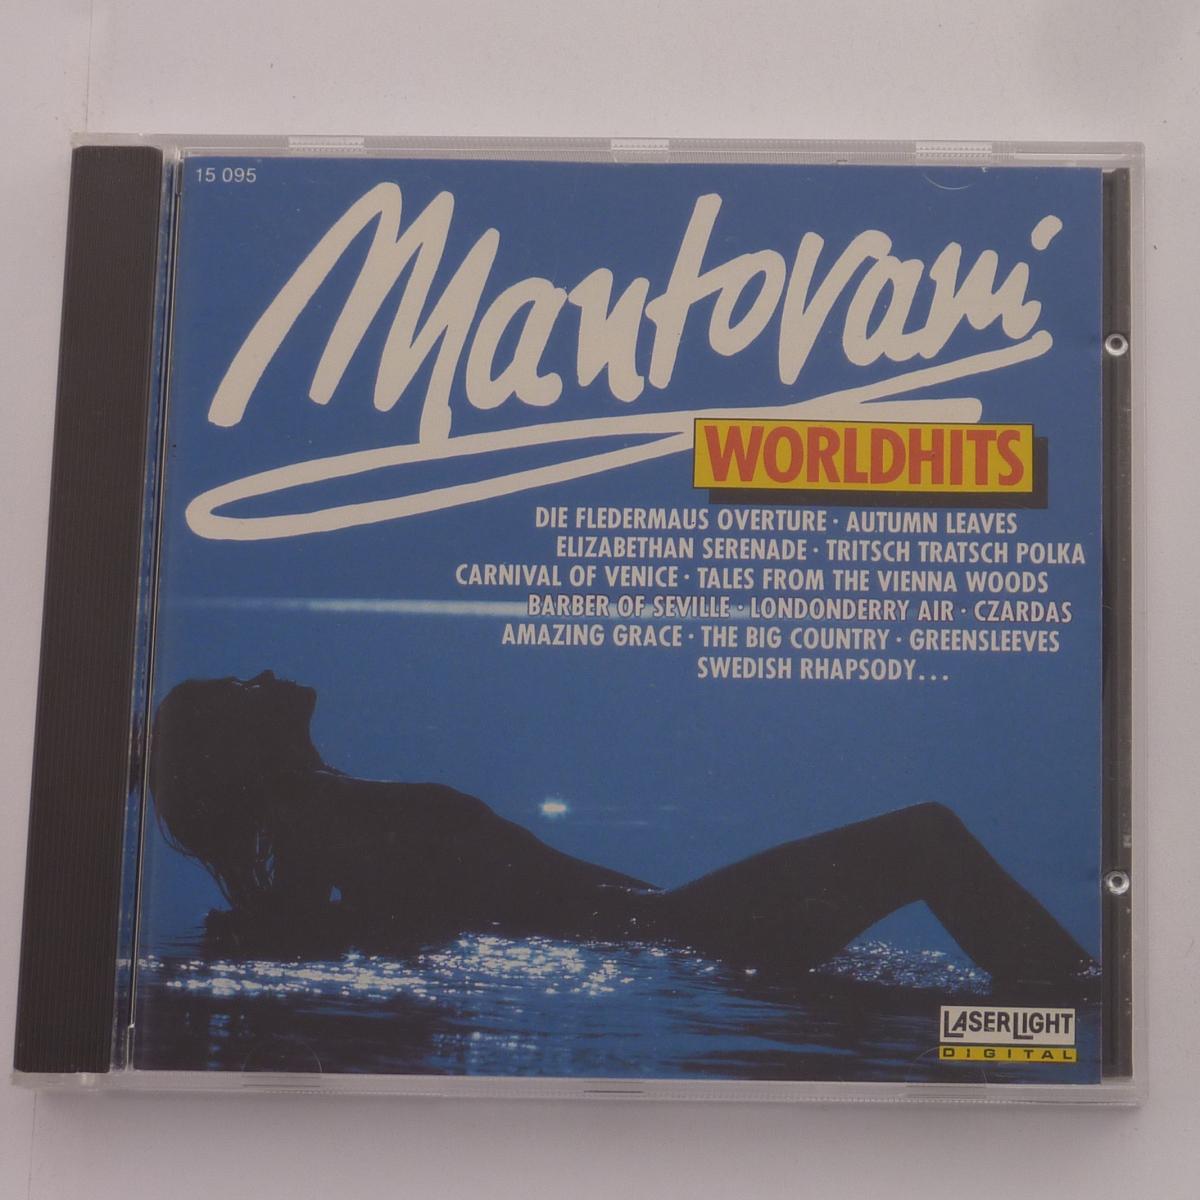 15 095
Mantovani
WORLDHITS
DIE FLEDERMAUS OVERTURE · AUTUMN LEAVES
ELIZABETHAN SERENADE · TRITSCH TRATSCH POLKA
CARNIVAL OF VENICE · TALES FROM THE VIENNA WOODS
BARBER OF SEVILLE · LONDONDERRY AIR · CZARDAS
AMAZING GRACE · THE BIG COUNTRY · GREENSLEEVES
SWEDISH RHAPSODY...
LASERLIGHT
DIGITAL